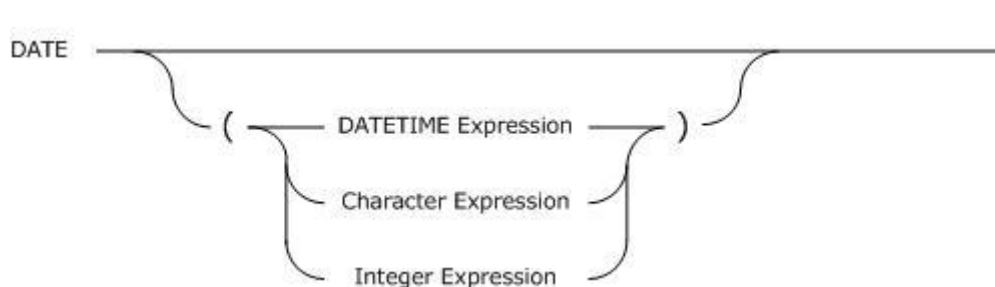 DATE
( DATETIME Expression )
Character Expression
Integer Expression